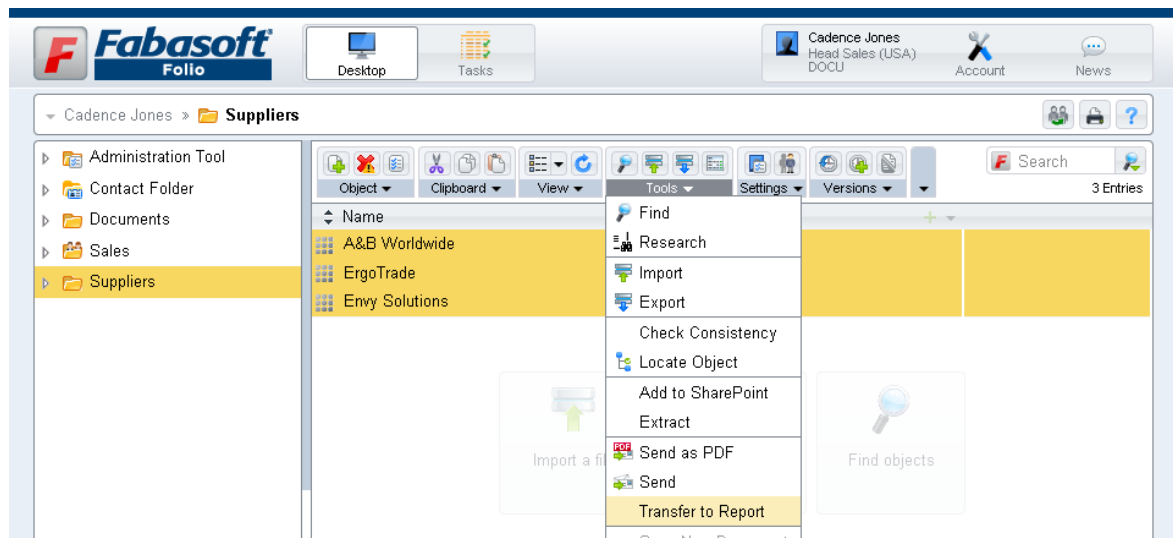 Fabasoft
Folio
Desktop
Tasks
Cadence Jones
Head Sales (USA)
DOCU
Account
News
Cadence Jones » Suppliers
Administration Tool
Contact Folder
Documents
Sales
Suppliers
Object
Clipboard
View
Tools
Settings
Versions
Search
3 Entries
Name
A&B Worldwide
ErgoTrade
Envy Solutions
Find
Research
Import
Export
Check Consistency
Locate Object
Add to SharePoint
Extract
Send as PDF
Send
Transfer to Report
Import a
Find objects